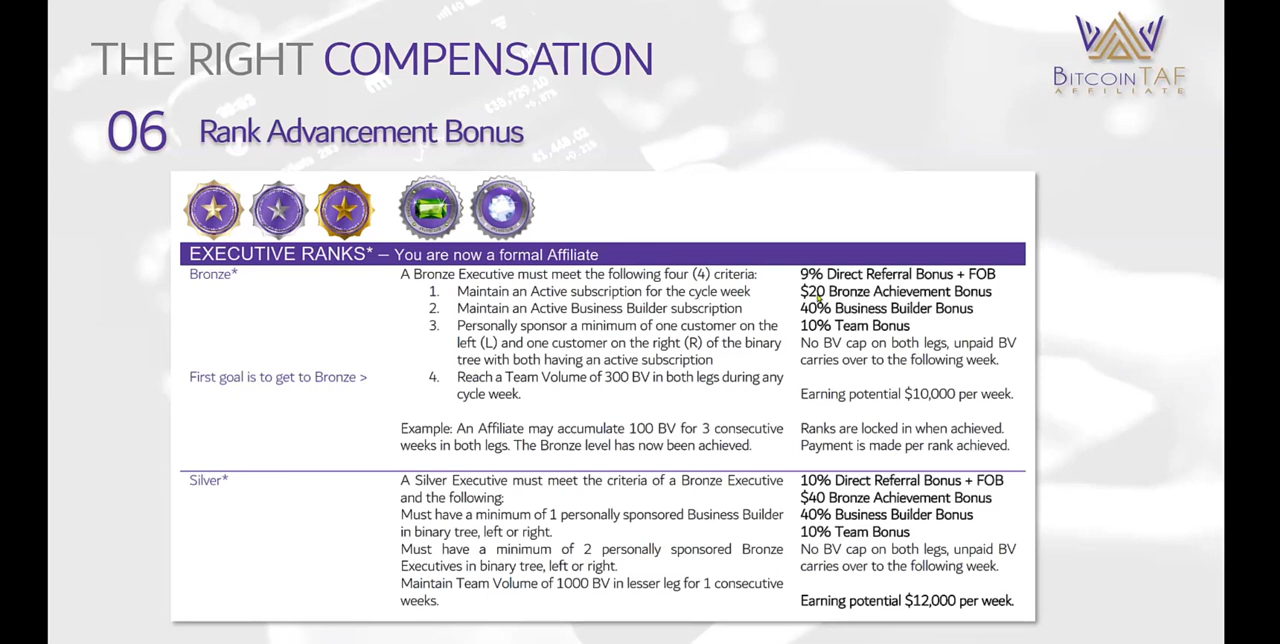 THE RIGHT COMPENSATION
BITCOINTAF
AFFILIATE
06 Rank Advancement Bonus
EXECUTIVE RANKS* – You are now a formal Affiliate
Bronze*
A Bronze Executive must meet the following four (4) criteria:
1. Maintain an Active subscription for the cycle week
2. Maintain an Active Business Builder subscription
3. Personally sponsor a minimum of one customer on the
left (L) and one customer on the right (R) of the binary
tree with both having an active subscription
First goal is to get to Bronze >
4. Reach a Team Volume of 300 BV in both legs during any
cycle week.
Example: An Affiliate may accumulate 100 BV for 3 consecutive
weeks in both legs. The Bronze level has now been achieved.
9% Direct Referral Bonus + FOB
$20 Bronze Achievement Bonus
40% Business Builder Bonus
10% Team Bonus
No BV cap on both legs, unpaid BV
carries over to the following week.
Earning potential $10,000 per week.
Ranks are locked in when achieved.
Payment is made per rank achieved.
Silver*
A Silver Executive must meet the criteria of a Bronze Executive
and the following:
Must have a minimum of 1 personally sponsored Business Builder
in binary tree, left or right.
Must have a minimum of 2 personally sponsored Bronze
Executives in binary tree, left or right.
Maintain Team Volume of 1000 BV in lesser leg for 1 consecutive
weeks.
10% Direct Referral Bonus + FOB
$40 Bronze Achievement Bonus
40% Business Builder Bonus
10% Team Bonus
No BV cap on both legs, unpaid BV
carries over to the following week.
Earning potential $12,000 per week.